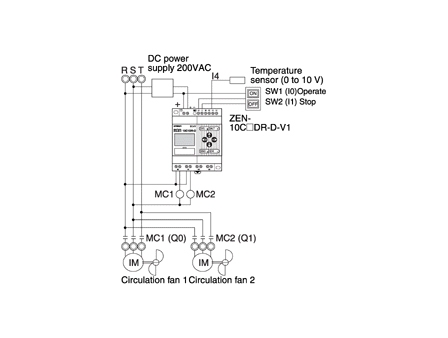 DC power
supply 200VAC
R S T
I4
Temperature
sensor (0 to 10 V)
+
ON
SW1 (I0)Operate
OFF
SW2 (I1) Stop
ZEN-
10C□DR-D-V1
MC1
MC2
MC1 (Q0)
MC2 (Q1)
IM
IM
Circulation fan 1
Circulation fan 2